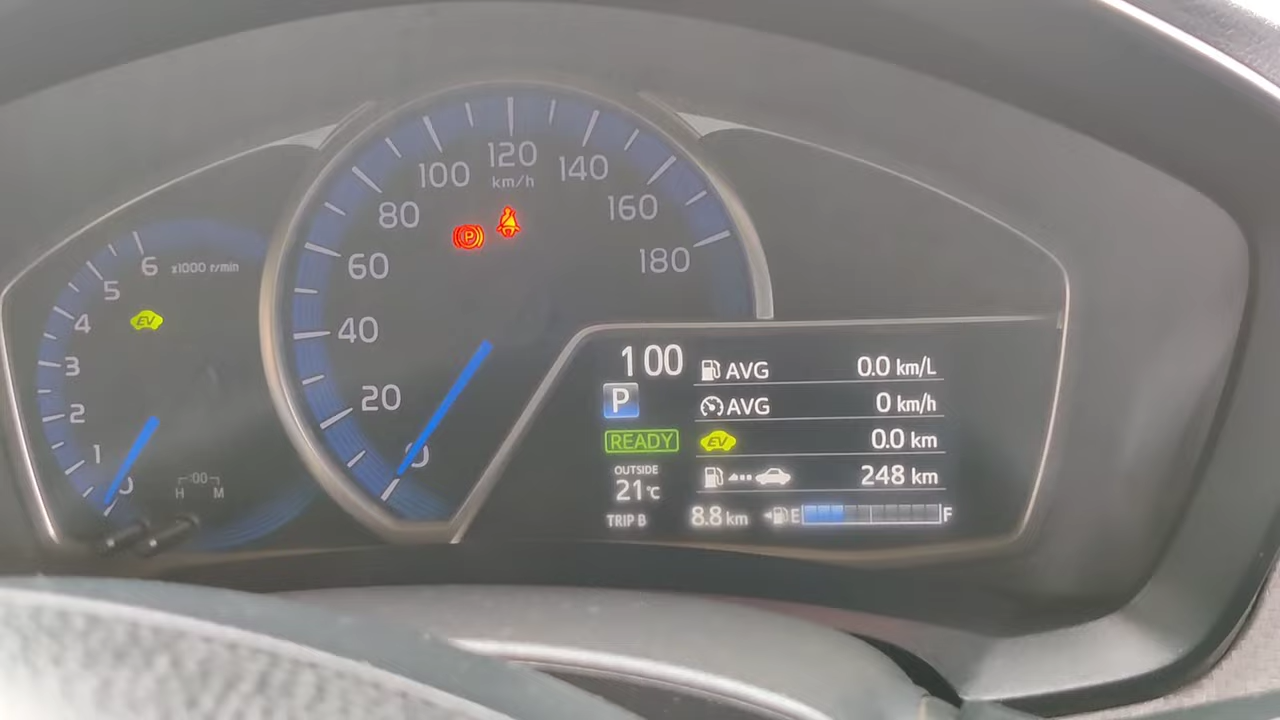 120
100
140
km/h
80
160
P
60
180
40
20
0
6 x1000 r/min
5
EV
4
3
2
1
0
:00
H M
100
P
READY
OUTSIDE
21°C
AVG 0.0 km/L
AVG 0 km/h
EV 0.0 km
248 km
TRIP B 8.8 km E F